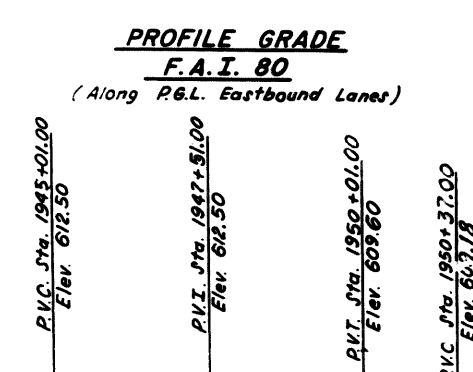 PROFILE GRADE
F.A.I. 80
(Along P.G.L. Eastbound Lanes)
P.V.C. Sta. 1945+01.00
Elev. 612.50
P.V.I. Sta. 1947+51.00
Elev. 612.50
P.V.T. Sta. 1950+01.00
Elev. 609.60
P.V.C Sta. 1950+37.00
Elev.